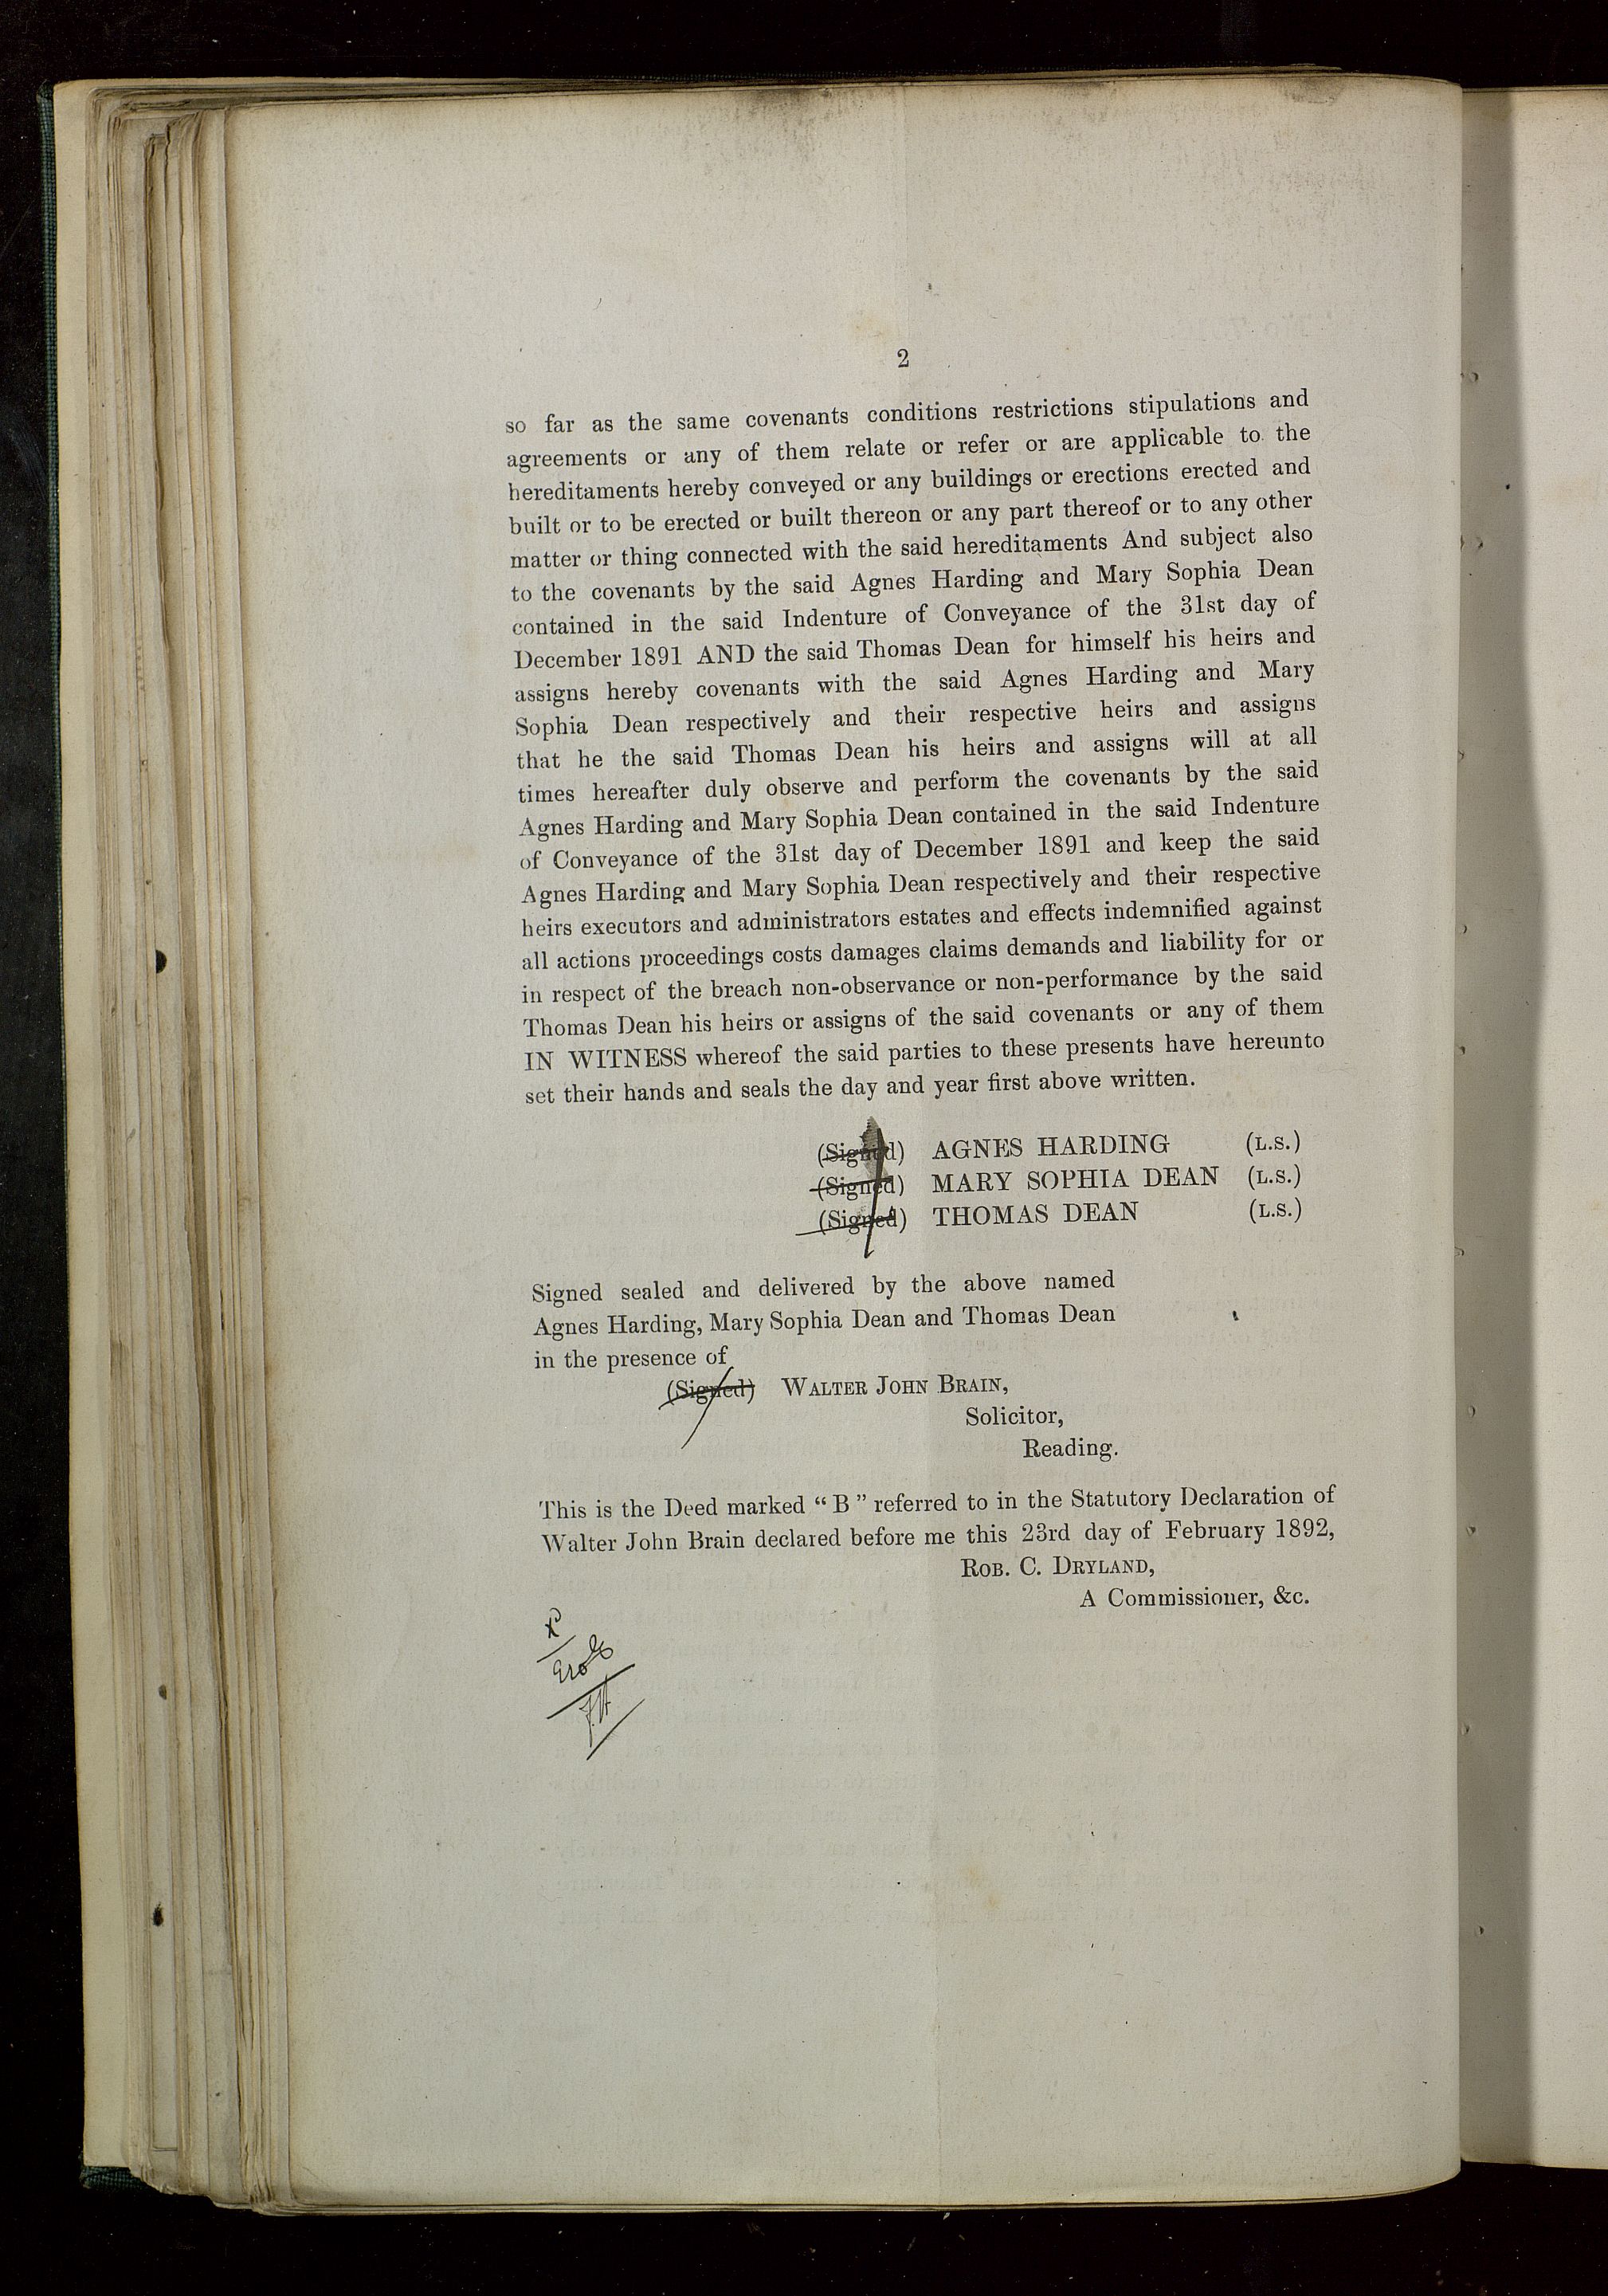 2
so far as the same covenants conditions restrictions stipulations and
agreements or any of them relate or refer or are applicable to the
hereditaments hereby conveyed or any buildings or erections erected and
built or to be erected or built thereon or any part thereof or to any other
matter or thing connected with the said hereditaments And subject also
to the covenants by the said Agnes Harding and Mary Sophia Dean
contained in the said Indenture of Conveyance of the 31st day of
December 1891 AND the said Thomas Dean for himself his heirs and
assigns hereby covenants with the said Agnes Harding and Mary
Sophia Dean respectively and their respective heirs and assigns
that he the said Thomas Dean his heirs and assigns will at all
times hereafter duly observe and perform the covenants by the said
Agnes Harding and Mary Sophia Dean contained in the said Indenture
of Conveyance of the 31st day of December 1891 and keep the said
Agnes Harding and Mary Sophia Dean respectively and their respective
heirs executors and administrators estates and effects indemnified against
all actions proceedings costs damages claims demands and liability for or
in respect of the breach non-observance or non-performance by the said
Thomas Dean his heirs or assigns of the said covenants or any of them
IN WITNESS whereof the said parties to these presents have hereunto
set their hands and seals the day and year first above written.
(Signed) AGNES HARDING (L.S.)
(Signed) MARY SOPHIA DEAN (L.S.)
(Signed) THOMAS DEAN (L.S.)
Signed sealed and delivered by the above named
Agnes Harding, Mary Sophia Dean and Thomas Dean
in the presence of
(Signed) WALTER JOHN BRAIN,
Solicitor,
Reading.
This is the Deed marked “ B ” referred to in the Statutory Declaration of
Walter John Brain declared before me this 23rd day of February 1892,
ROB. C. DRYLAND,
A Commissioner, &c.